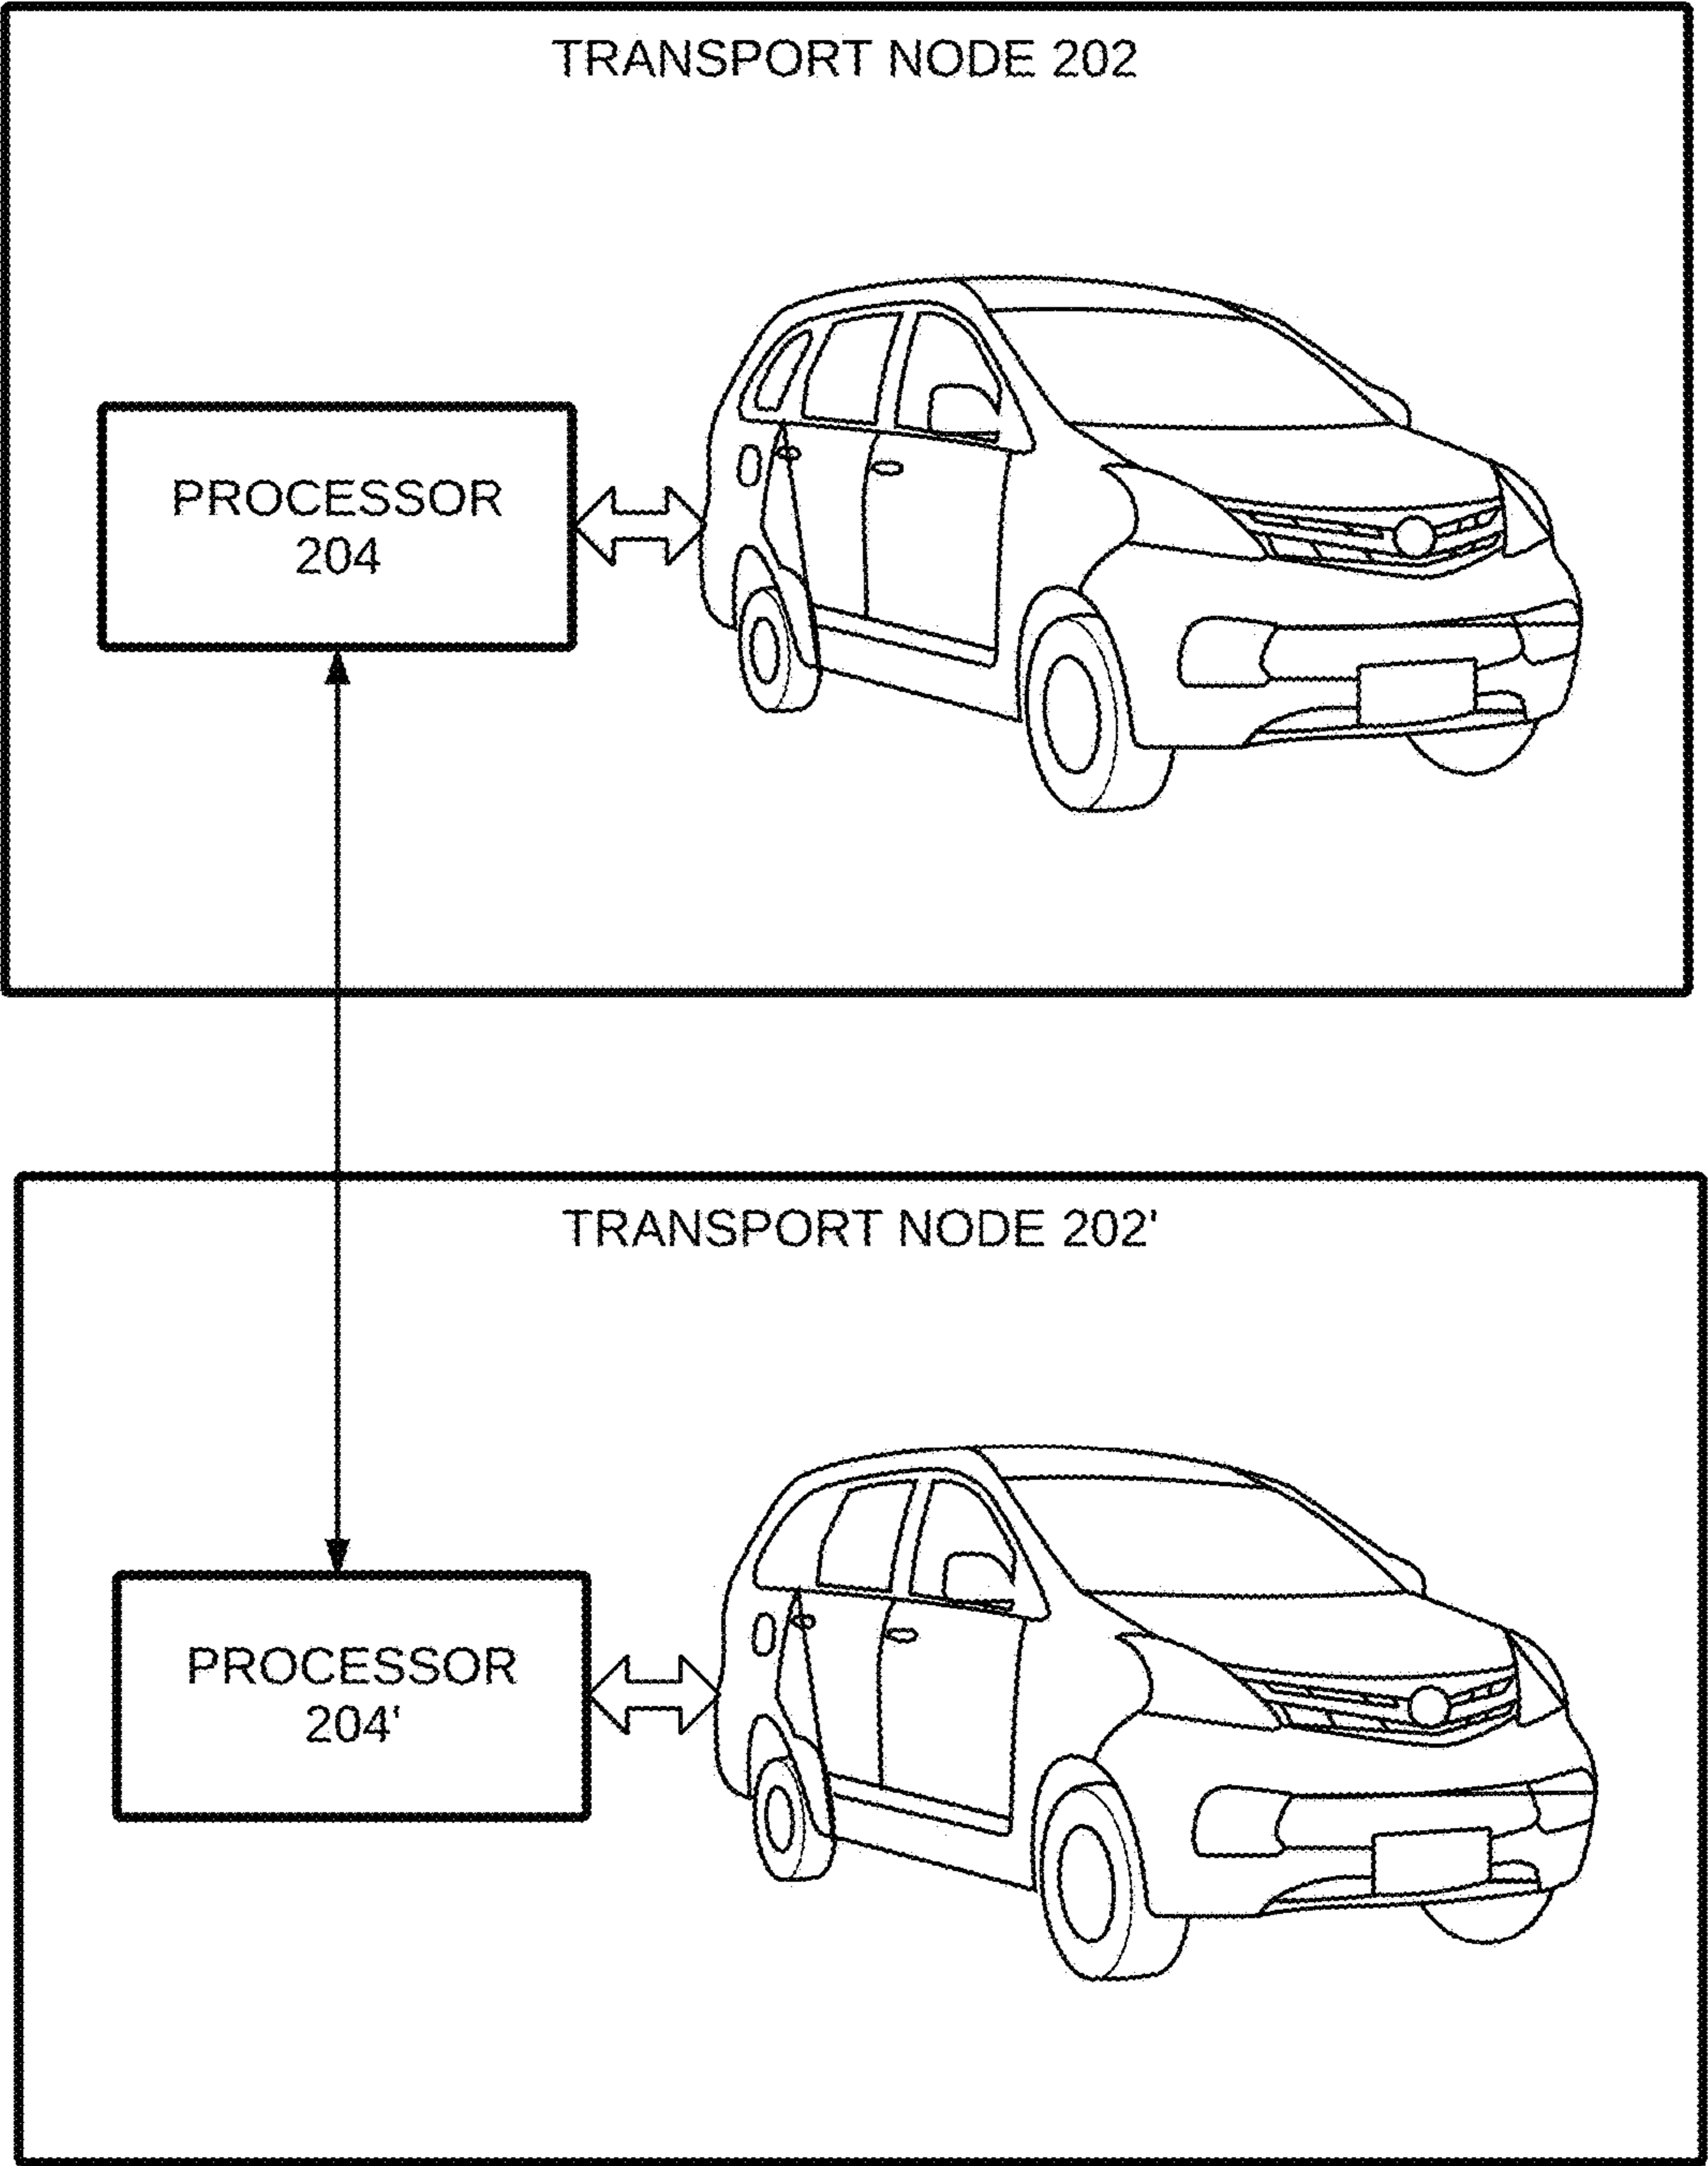 TRANSPORT NODE 202
PROCESSOR
204
TRANSPORT NODE 202'
PROCESSOR
204'